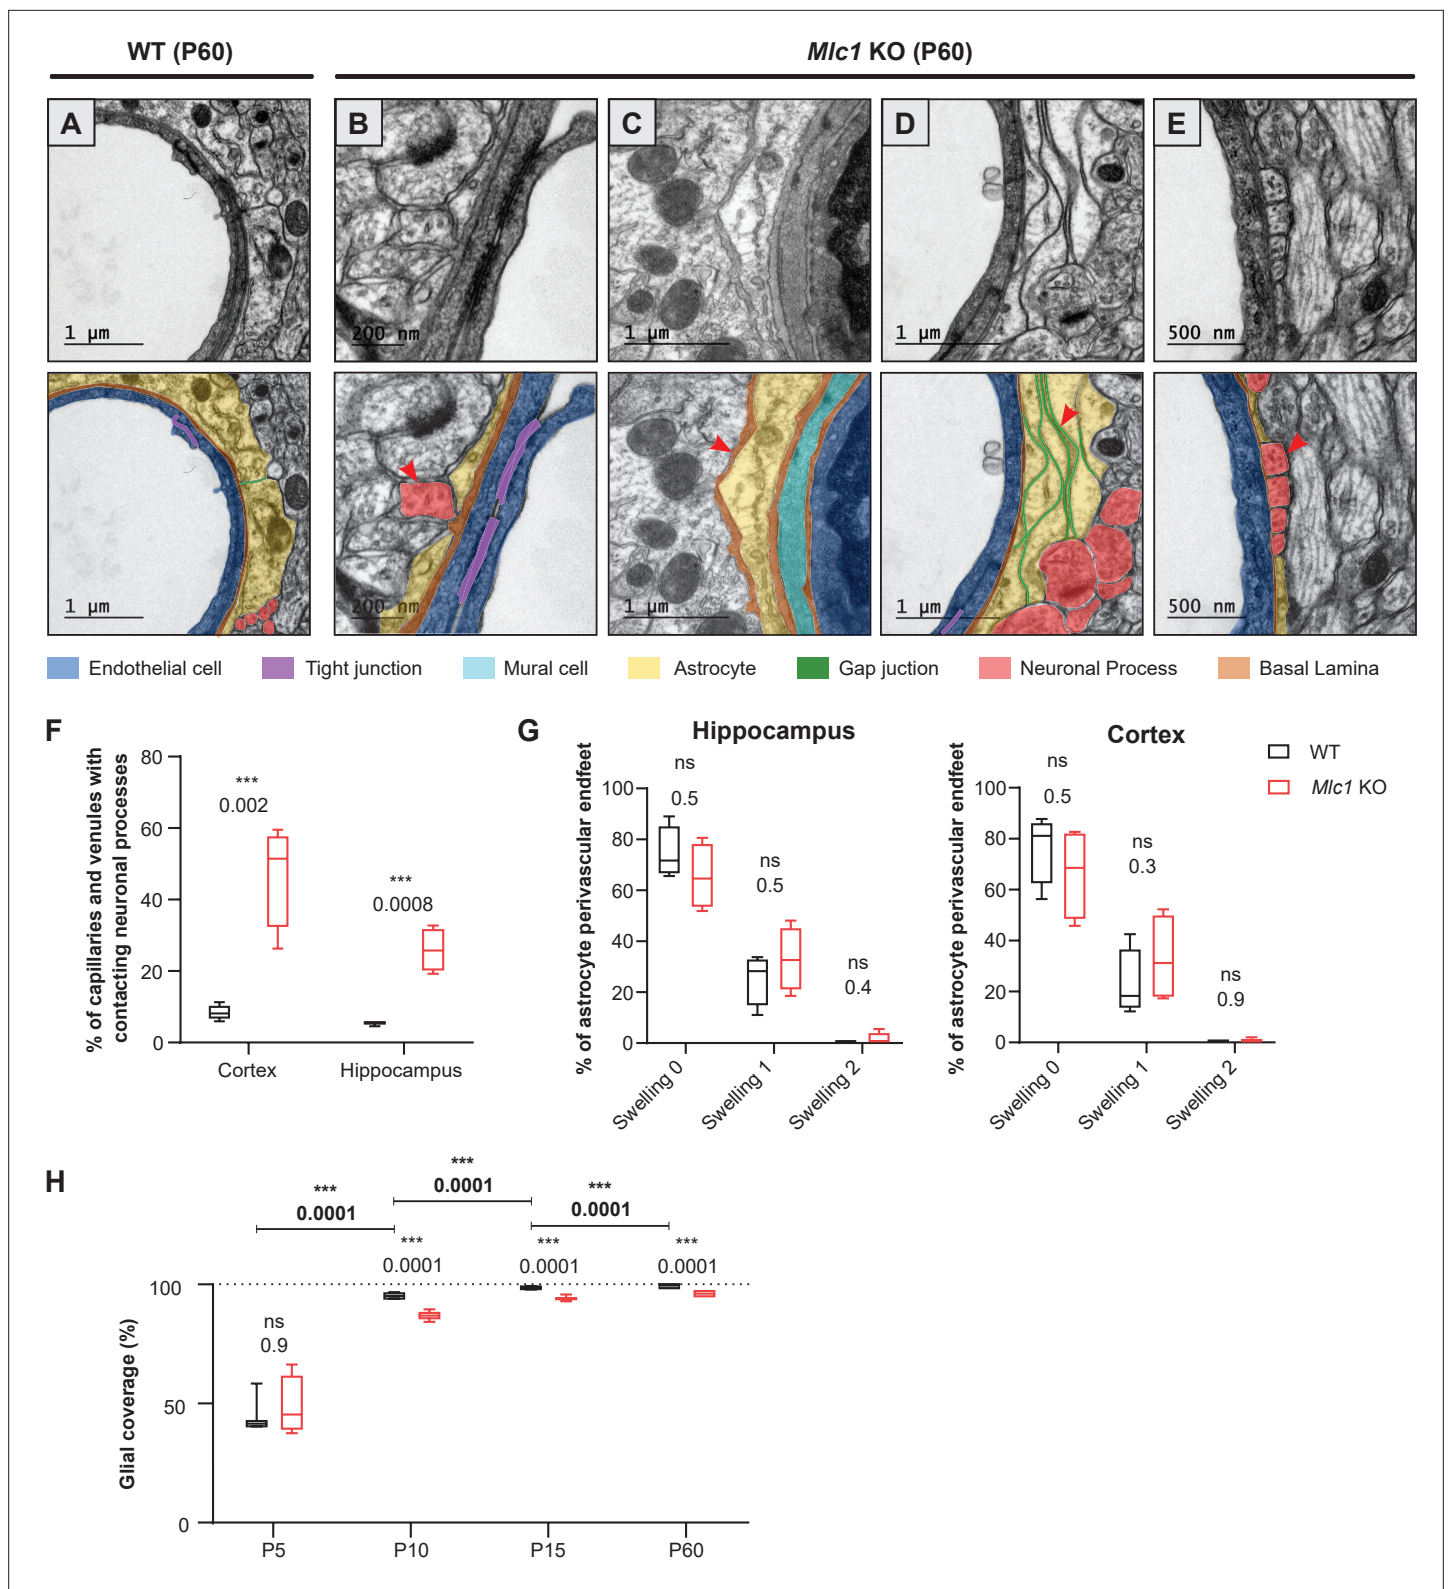 WT (P60)
Mlc1 KO (P60)
A
B
C
D
E
1 µm
200 nm
1 µm
1 µm
500 nm
1 µm
200 nm
1 µm
1 µm
500 nm
Endothelial cell
Tight junction
Mural cell
Astrocyte
Gap juction
Neuronal Process
Basal Lamina
F
% of capillaries and venules with
contacting neuronal processes
80
60
40
20
0
***
0.002
***
0.0008
Cortex
Hippocampus
G
Hippocampus
% of astrocyte perivascular endfeet
100
80
60
40
20
0
ns
0.5
ns
0.5
ns
0.4
Swelling 0
Swelling 1
Swelling 2
Cortex
% of astrocyte perivascular endfeet
100
80
60
40
20
0
ns
0.5
ns
0.3
ns
0.9
Swelling 0
Swelling 1
Swelling 2
WT
Mlc1 KO
H
***
0.0001
***
0.0001
***
0.0001
***
0.0001
***
0.0001
***
0.0001
ns
0.9
Glial coverage (%)
100
50
0
P5
P10
P15
P60